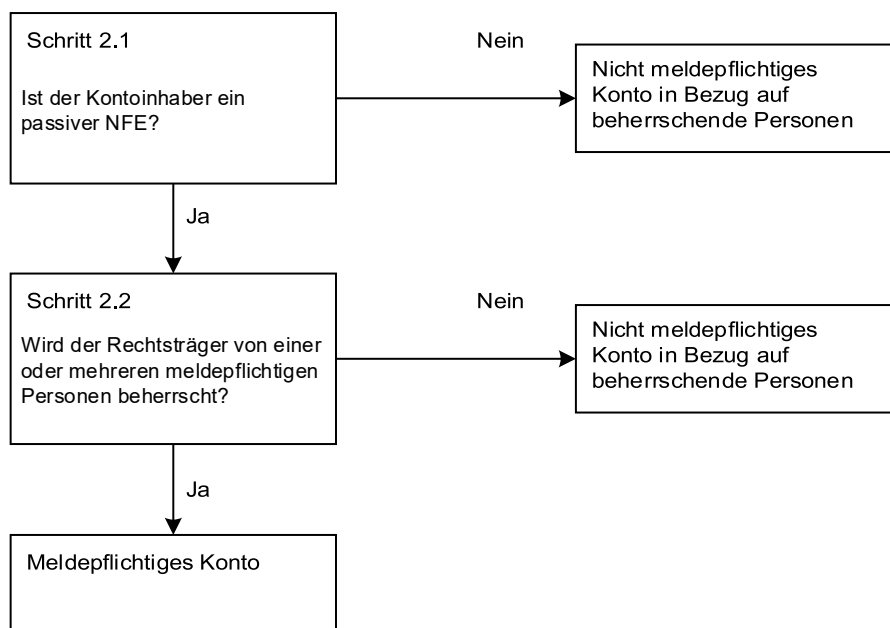 Schritt 2.1
Ist der Kontoinhaber ein
passiver NFE?
Nein
Nicht meldepflichtiges
Konto in Bezug auf
beherrschende Personen
Ja
Schritt 2.2
Wird der Rechtsträger von einer
oder mehreren meldepflichtigen
Personen beherrscht?
Nein
Nicht meldepflichtiges
Konto in Bezug auf
beherrschende Personen
Ja
Meldepflichtiges Konto